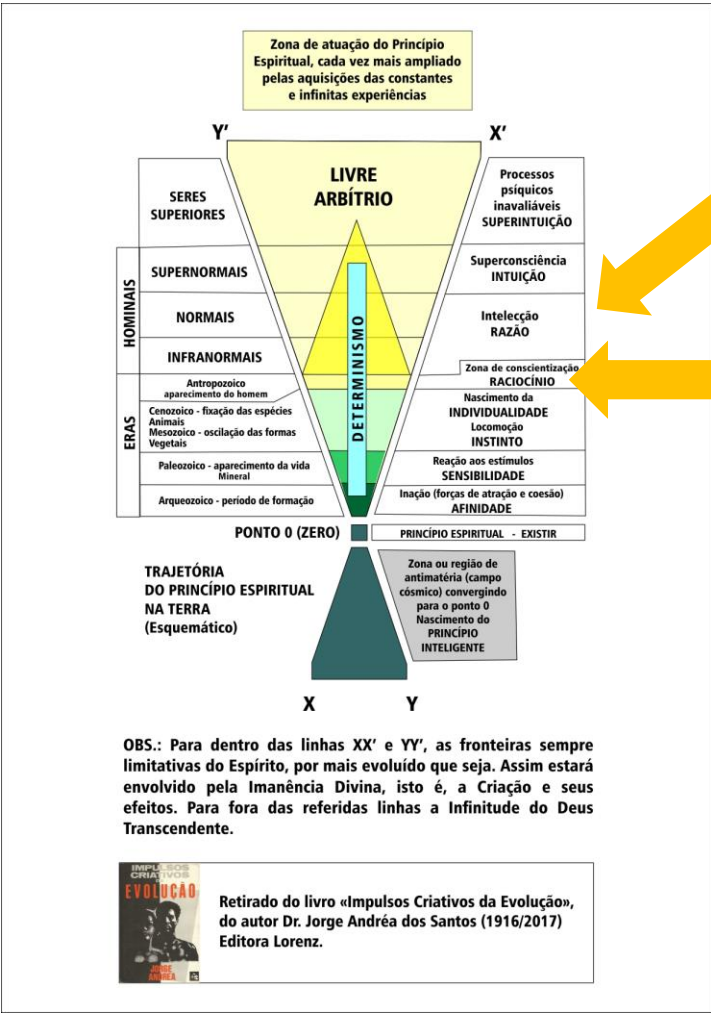 Zona de atuação do Princípio
Espiritual, cada vez mais ampliado
pelas aquisições das constantes
e infinitas experiências
Y'
X'
LIVRE
ARBÍTRIO
DETERMINISMO
HOMINAIS
SERES
SUPERIORES
SUPERNORMAIS
NORMAIS
INFRANORMAIS
ERAS
Antropozoico
aparecimento do homem
Cenozoico - fixação das espécies
Animais
Mesozoico - oscilação das formas
Vegetais
Paleozoico - aparecimento da vida
Mineral
Arqueozoico - período de formação
Processos
psíquicos
inavaliáveis
SUPERINTUIÇÃO
Superconsciência
INTUIÇÃO
Intelecção
RAZÃO
Zona de conscientização
RACIOCÍNIO
Nascimento da
INDIVIDUALIDADE
Locomoção
INSTINTO
Reação aos estímulos
SENSIBILIDADE
Inação (forças de atração e coesão)
AFINIDADE
PONTO 0 (ZERO)
PRINCÍPIO ESPIRITUAL - EXISTIR
TRAJETÓRIA
DO PRINCÍPIO ESPIRITUAL
NA TERRA
(Esquemático)
Zona ou região de
antimatéria (campo
cósmico) convergindo
para o ponto 0
Nascimento do
PRINCÍPIO
INTELIGENTE
X
Y
OBS.: Para dentro das linhas XX' e YY', as fronteiras sempre
limitativas do Espírito, por mais evoluído que seja. Assim estará
envolvido pela Imanência Divina, isto é, a Criação e seus
efeitos. Para fora das referidas linhas a Infinitude do Deus
Transcendente.
IMPULSOS
CRIATIVOS
EVOLUÇÃO
JORGE
ANDRÉA
Retirado do livro «Impulsos Criativos da Evolução»,
do autor Dr. Jorge Andréa dos Santos (1916/2017)
Editora Lorenz.